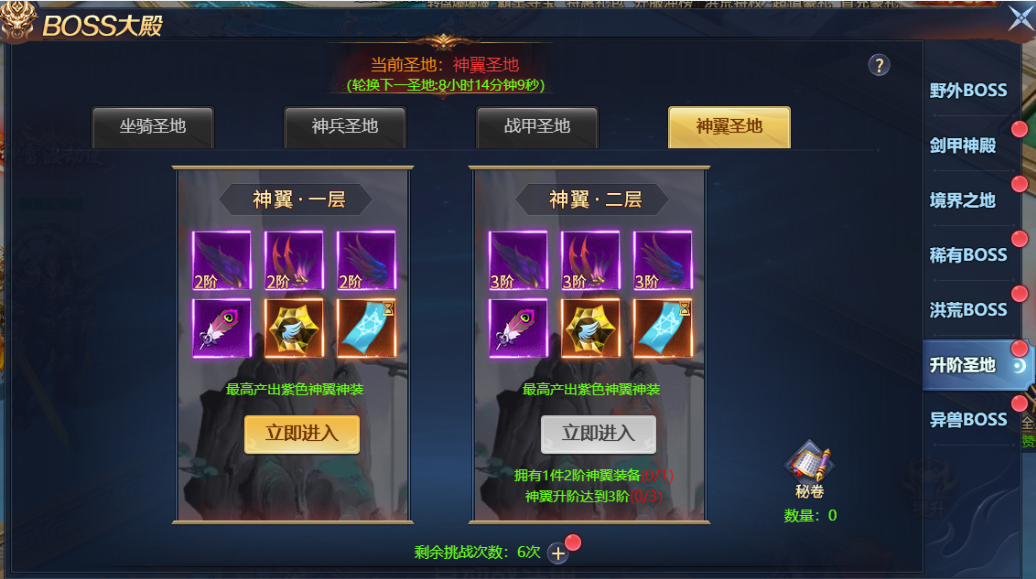 BOSS大殿
当前圣地：神翼圣地
(轮换下一圣地:8小时14分钟9秒)
?
坐骑圣地
神兵圣地
战甲圣地
神翼圣地
神翼·一层
2阶
2阶
2阶
最高产出紫色神翼神装
立即进入
神翼·二层
3阶
3阶
3阶
最高产出紫色神翼神装
立即进入
拥有1件2阶神翼装备(0/1)
神翼升阶达到3阶(0/3)
秘卷
数量：0
剩余挑战次数：6次
野外BOSS
剑甲神殿
境界之地
稀有BOSS
洪荒BOSS
升阶圣地
异兽BOSS